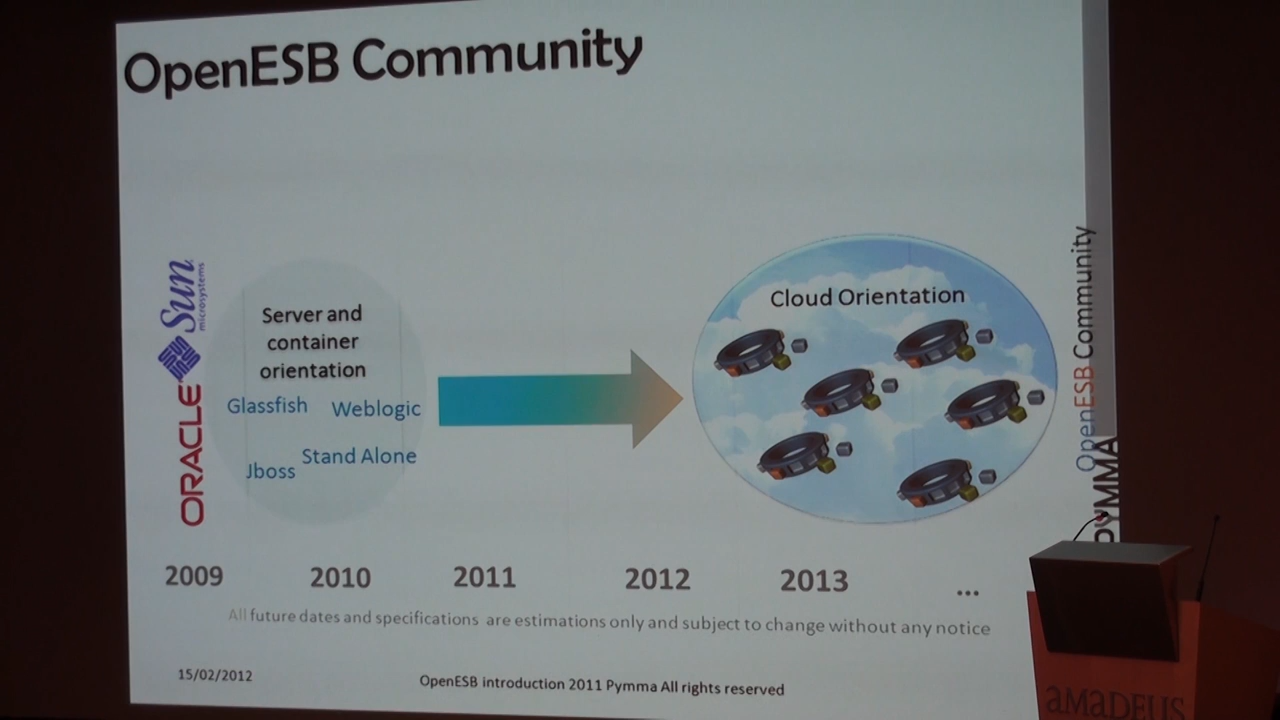 OpenESB Community
Sun
microsystems
ORACLE
Server and
container
orientation
Glassfish
Weblogic
Jboss
Stand Alone
Cloud Orientation
OpenESB Community
PYMMA
2009
2010
2011
2012
2013
...
All future dates and specifications are estimations only and subject to change without any notice
15/02/2012
OpenESB introduction 2011 Pymma All rights reserved
amadeus